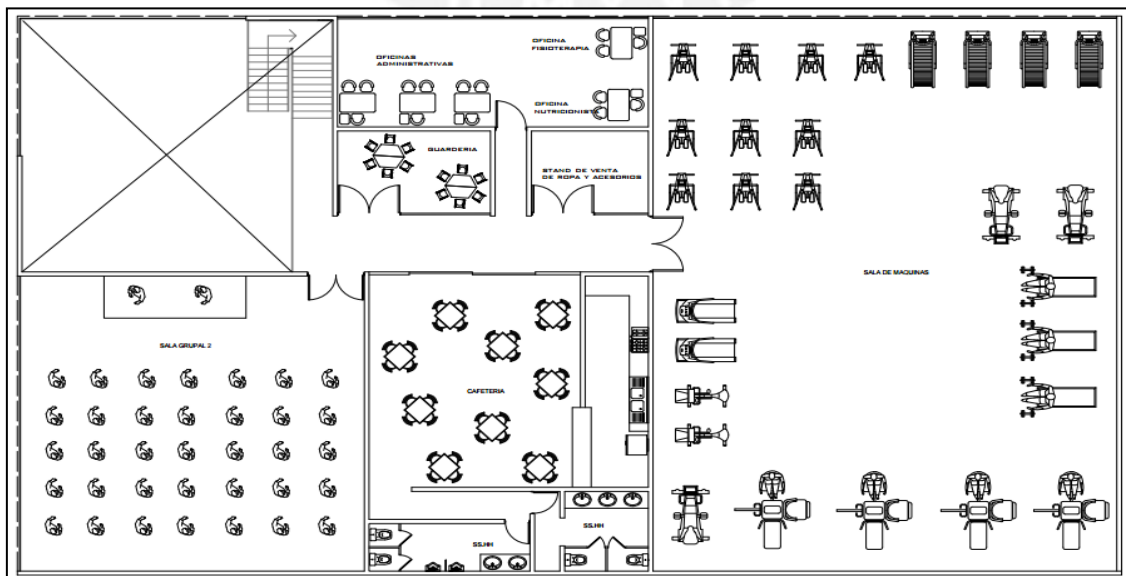 OFICINA
FISIOTERAPIA
OFICINAS
ADMINISTRATIVAS
OFICINA
NUTRICIONISTA
GUARDERIA
STAND DE VENTA
DE ROPA Y ACESORIOS
SALA DE MAQUINAS
SALA GRUPAL 2
CAFETERIA
SS.HH
SS.HH